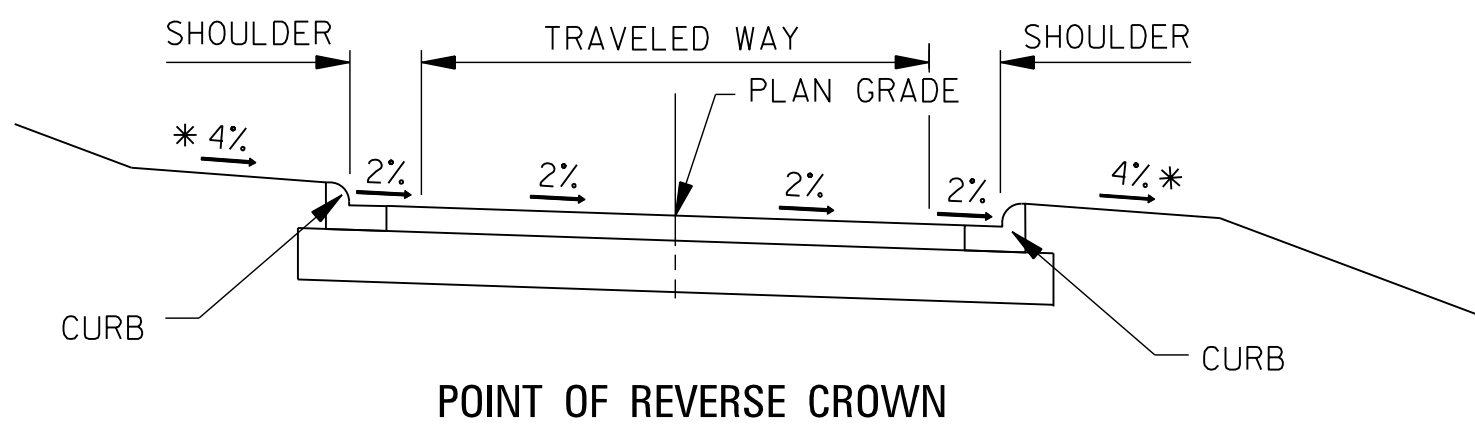 SHOULDER TRAVELED WAY SHOULDER
PLAN GRADE
* 4% 2% 2% 2% 2% 4% *
CURB CURB
POINT OF REVERSE CROWN